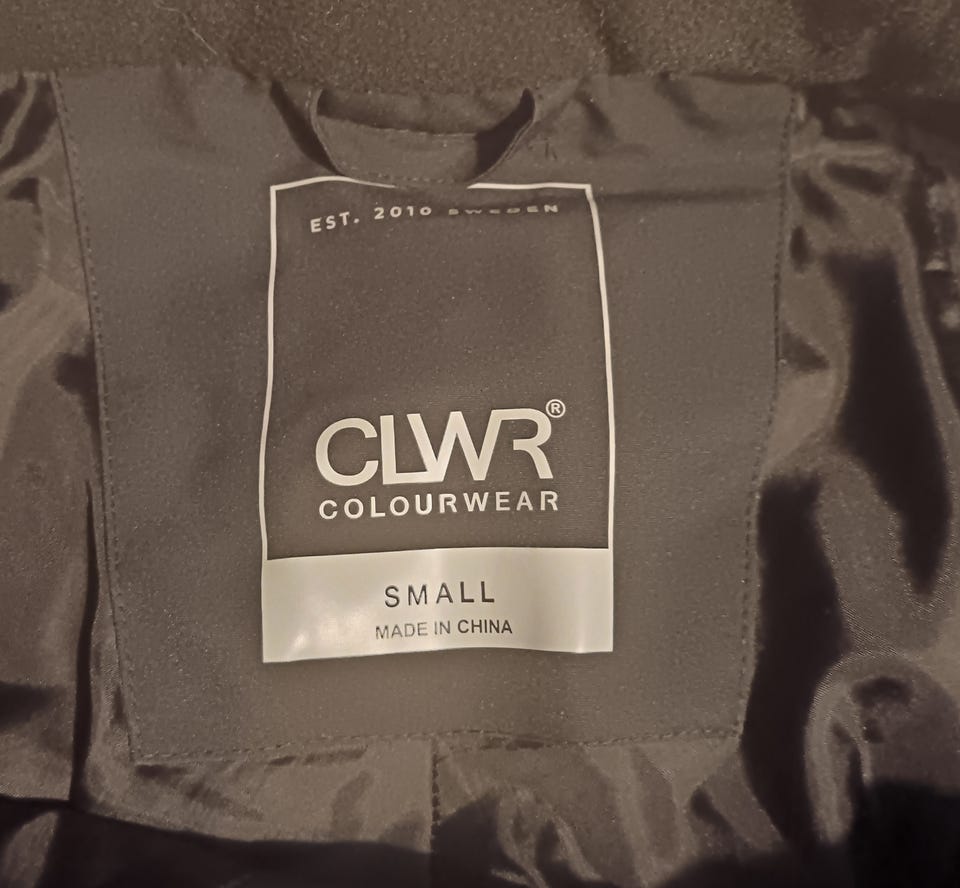 EST. 2010 SWEDEN
CLWR®
COLOURWEAR
SMALL
MADE IN CHINA